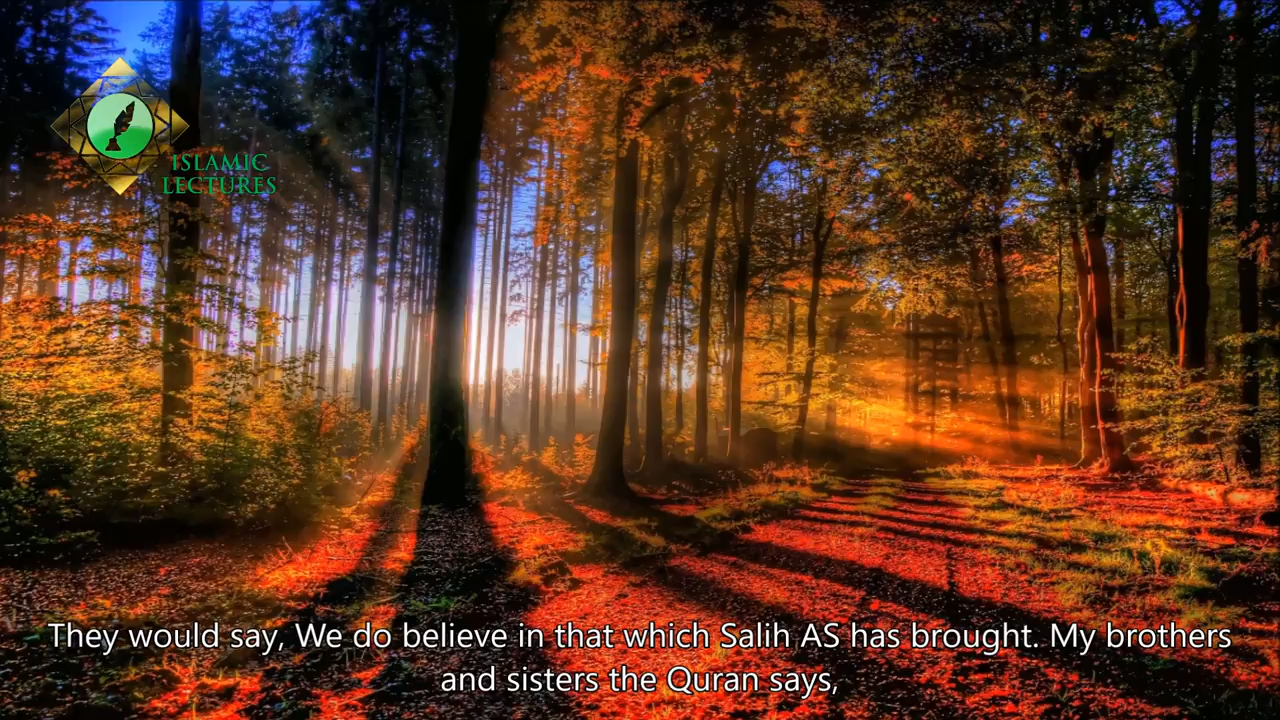 ISLAMIC
LECTURES
They would say, We do believe in that which Salih AS has brought. My brothers
and sisters the Quran says,